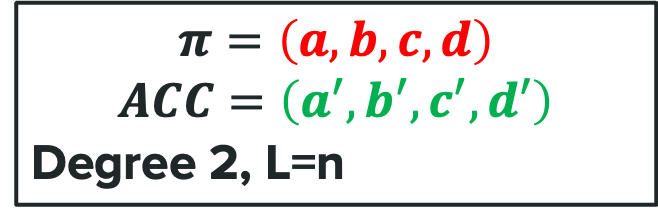 π = (a, b, c, d)
ACC = (a′, b′, c′, d′)
Degree 2, L=n